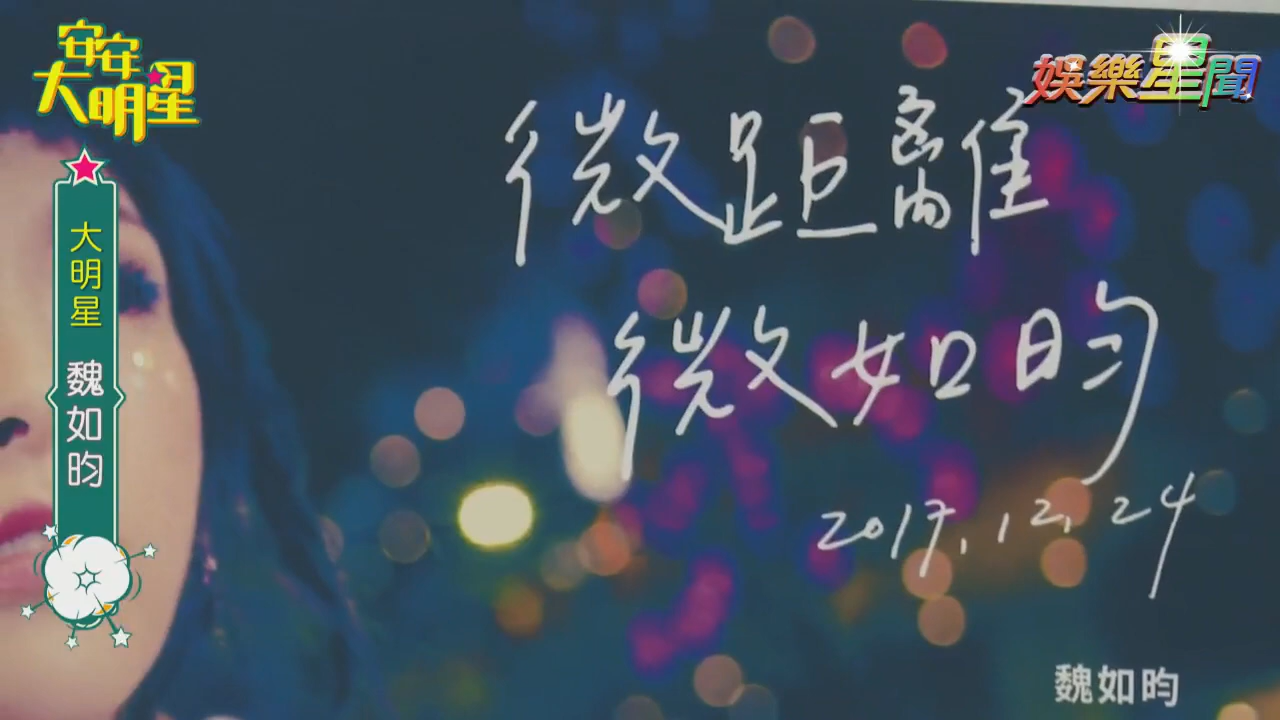 安安
大明星
娛樂星聞
大明星 魏如昀
微距離
微如昀
2017.12.24
魏如昀